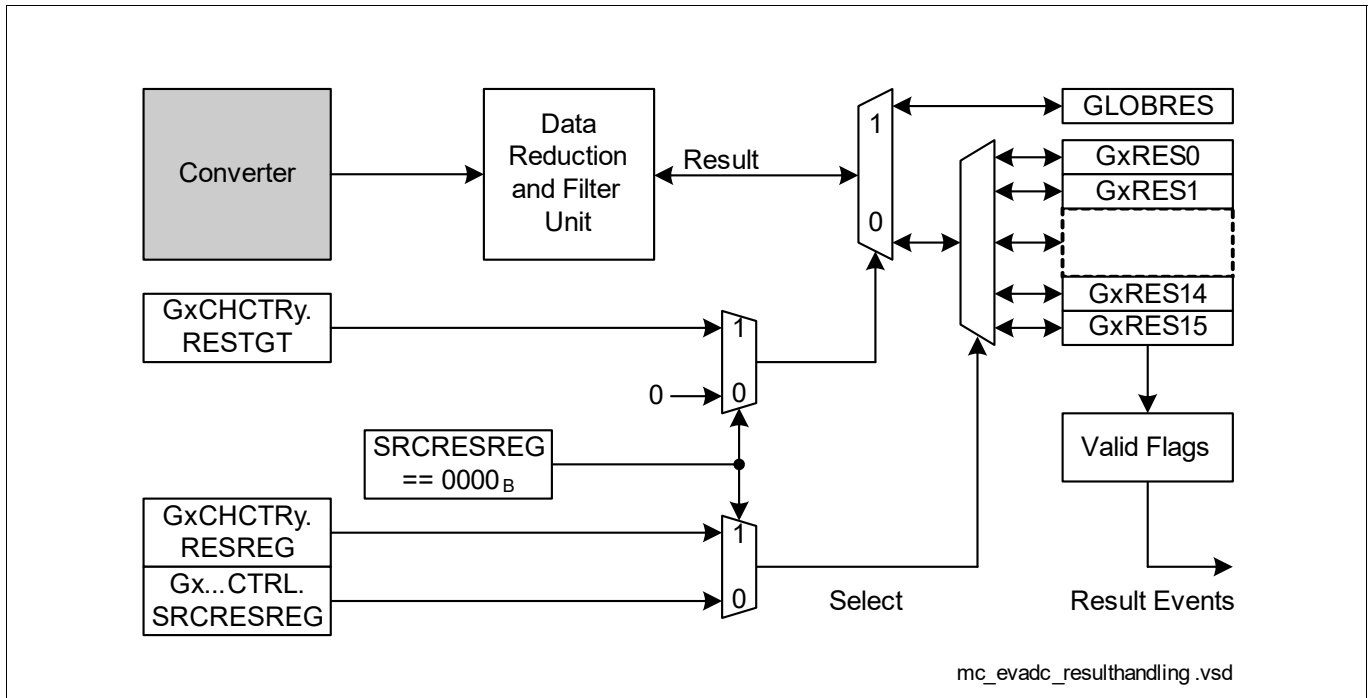 Converter
Data
Reduction
and Filter
Unit
Result
1
0
GLOBRES
GxRES0
GxRES1
GxRES14
GxRES15
GxCHCTRy.
RESTGT
1
0
0
SRCRESREG
== 0000B
Valid Flags
GxCHCTRy.
RESREG
Gx...CTRL.
SRCRESREG
1
0
Select
Result Events
mc_evadc_resulthandling .vsd